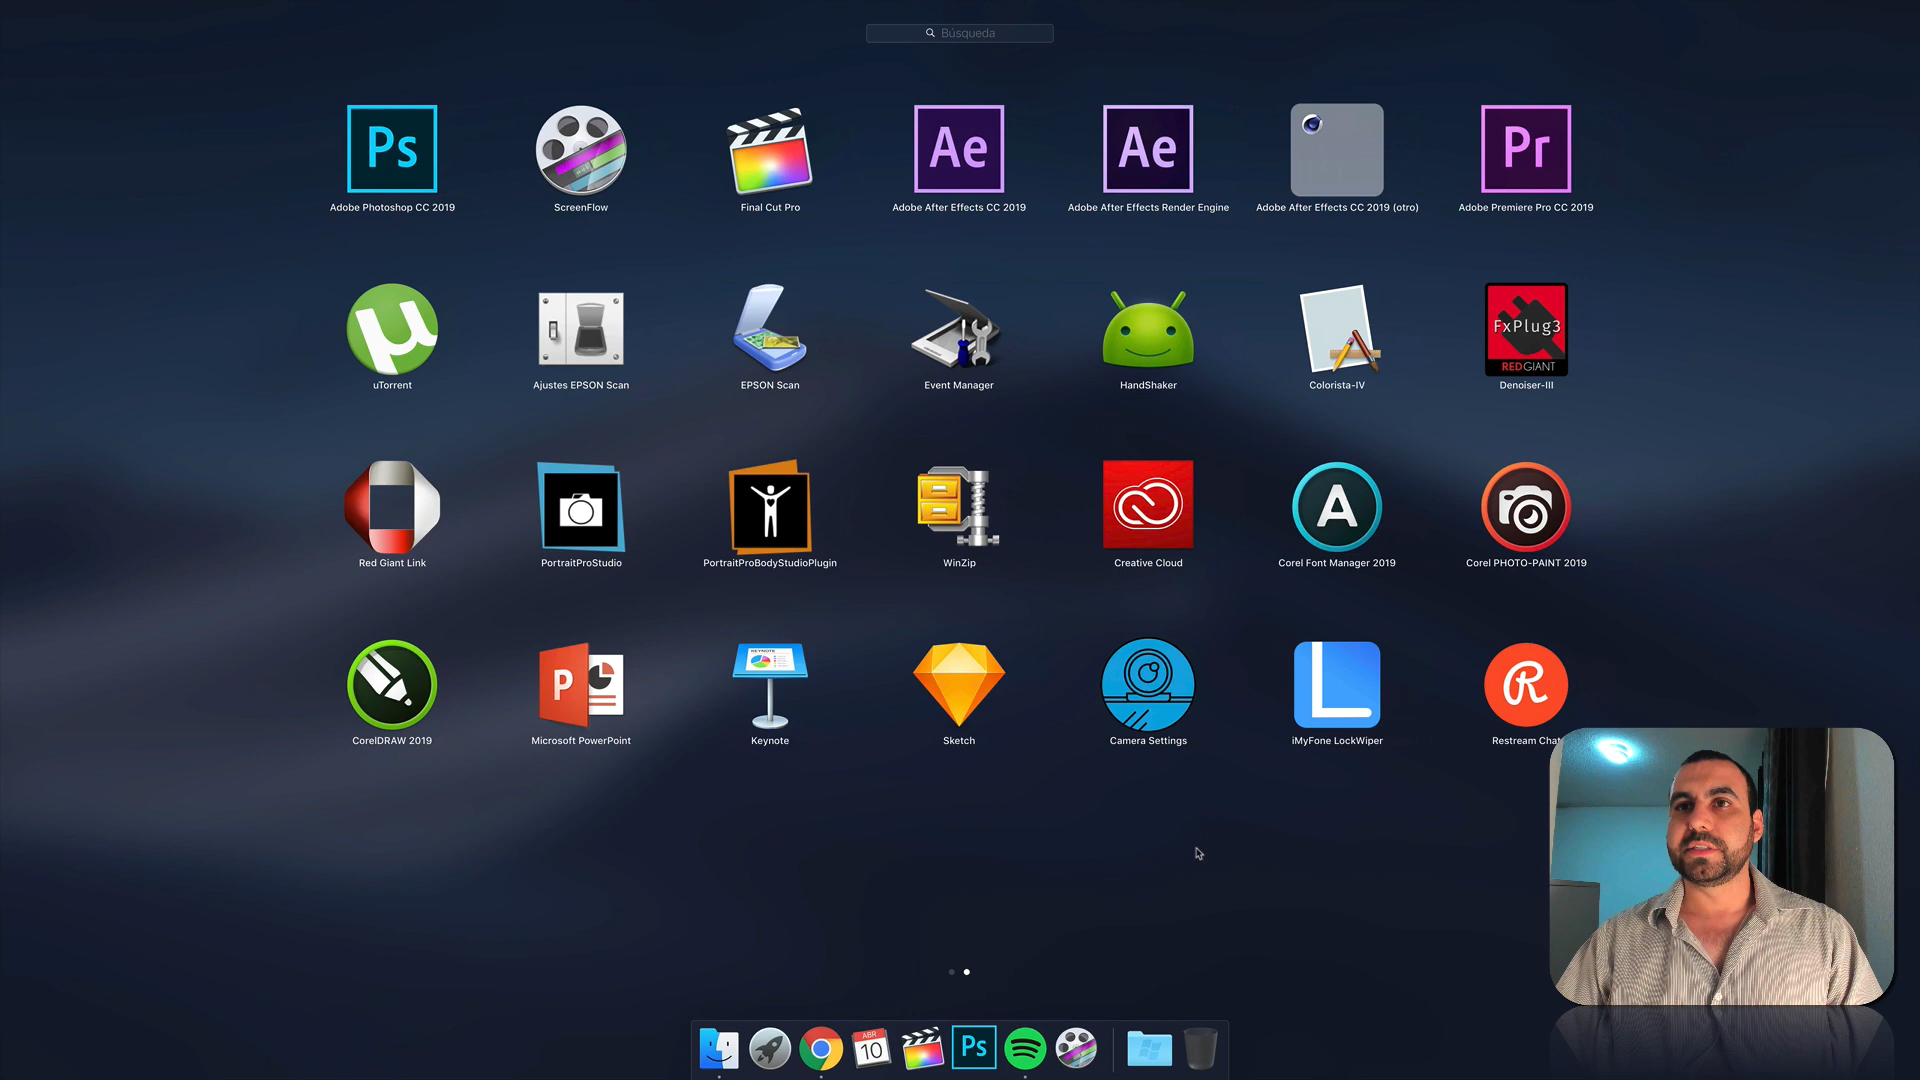 Búsqueda
Ps
Ae
Ae
Pr
Adobe Photoshop CC 2019
ScreenFlow
Final Cut Pro
Adobe After Effects CC 2019
Adobe After Effects Render Engine
Adobe After Effects CC 2019 (otro)
Adobe Premiere Pro CC 2019
µ
FxPlug3
REDGIANT
uTorrent
Ajustes EPSON Scan
EPSON Scan
Event Manager
HandShaker
Colorista-IV
Denoiser-III
A
Red Giant Link
PortraitProStudio
PortraitProBodyStudioPlugin
WinZip
Creative Cloud
Corel Font Manager 2019
Corel PHOTO-PAINT 2019
KEYNOTE
P
L
R
CorelDRAW 2019
Microsoft PowerPoint
Keynote
Sketch
Camera Settings
iMyFone LockWiper
Restream Chat
ABR
10
Ps